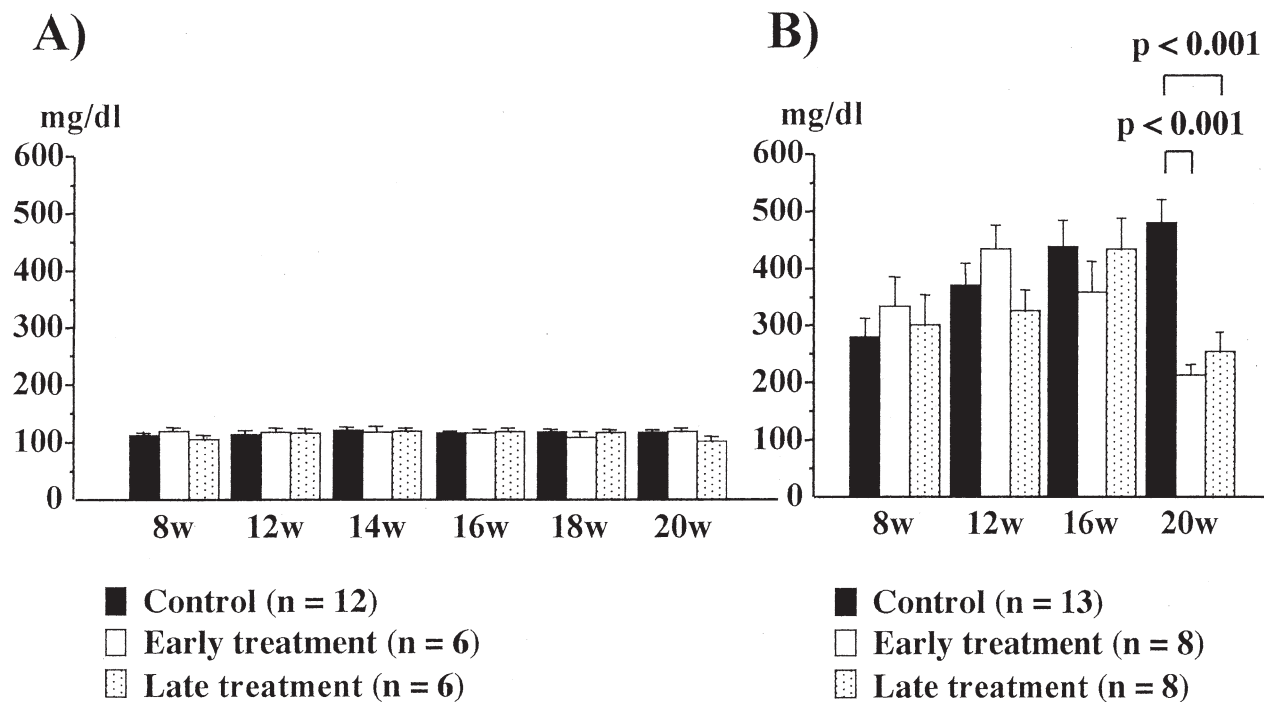 A)
mg/dl
600
500
400
300
200
100
0
8w 12w 14w 16w 18w 20w
Control (n = 12)
Early treatment (n = 6)
Late treatment (n = 6)
B)
p < 0.001
p < 0.001
mg/dl
600
500
400
300
200
100
0
8w 12w 16w 20w
Control (n = 13)
Early treatment (n = 8)
Late treatment (n = 8)